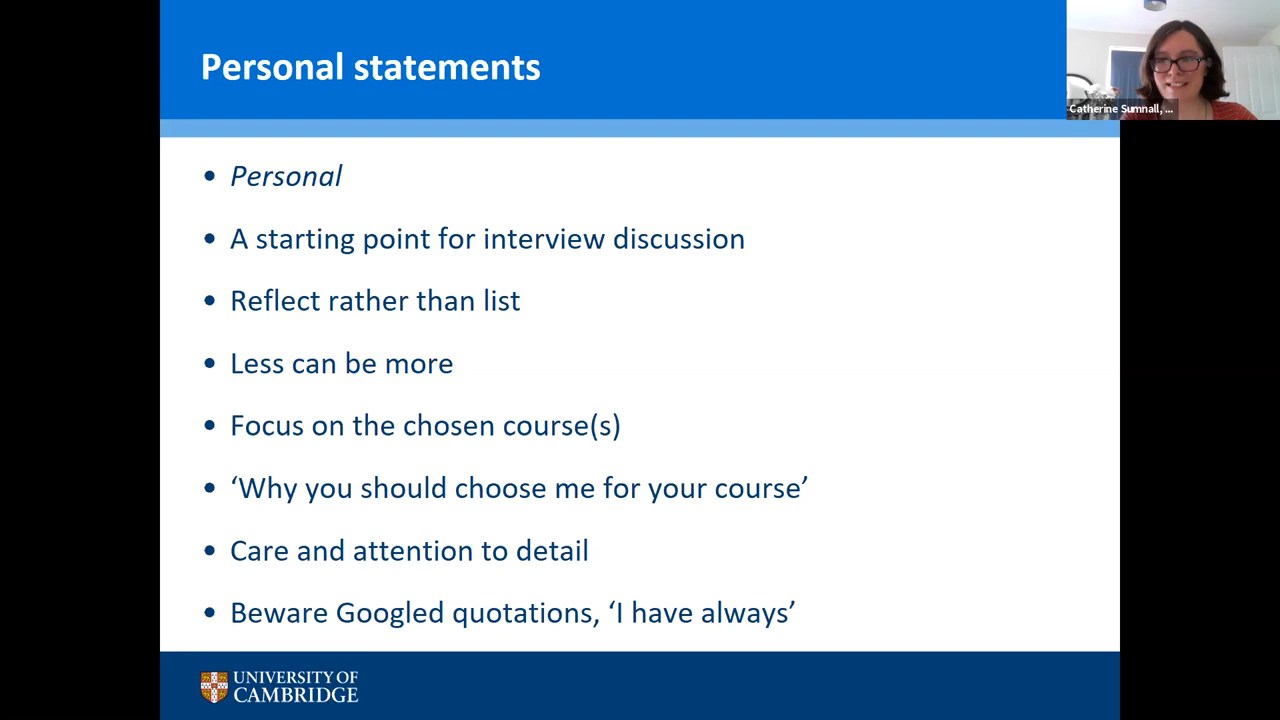 Personal statements
Catherine Sumnall, ...
• Personal
• A starting point for interview discussion
• Reflect rather than list
• Less can be more
• Focus on the chosen course(s)
• ‘Why you should choose me for your course’
• Care and attention to detail
• Beware Googled quotations, ‘I have always’
UNIVERSITY OF
CAMBRIDGE